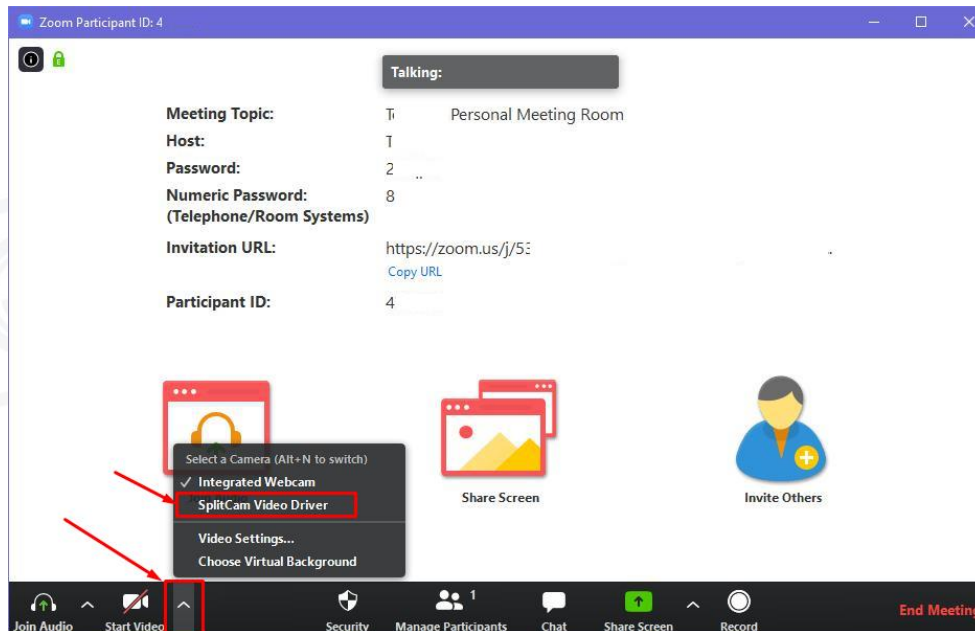 Zoom Participant ID: 4
Talking:
Meeting Topic: Personal Meeting Room
Host: T
Password: 2
Numeric Password: 8
(Telephone/Room Systems)
Invitation URL: https://zoom.us/j/53
Copy URL
Participant ID: 4
Select a Camera (Alt+N to switch)
✓ Integrated Webcam
SplitCam Video Driver
Video Settings...
Choose Virtual Background
Share Screen
Invite Others
Join Audio
Start Video
Security
Manage Participants
1
Chat
Share Screen
Record
End Meeting